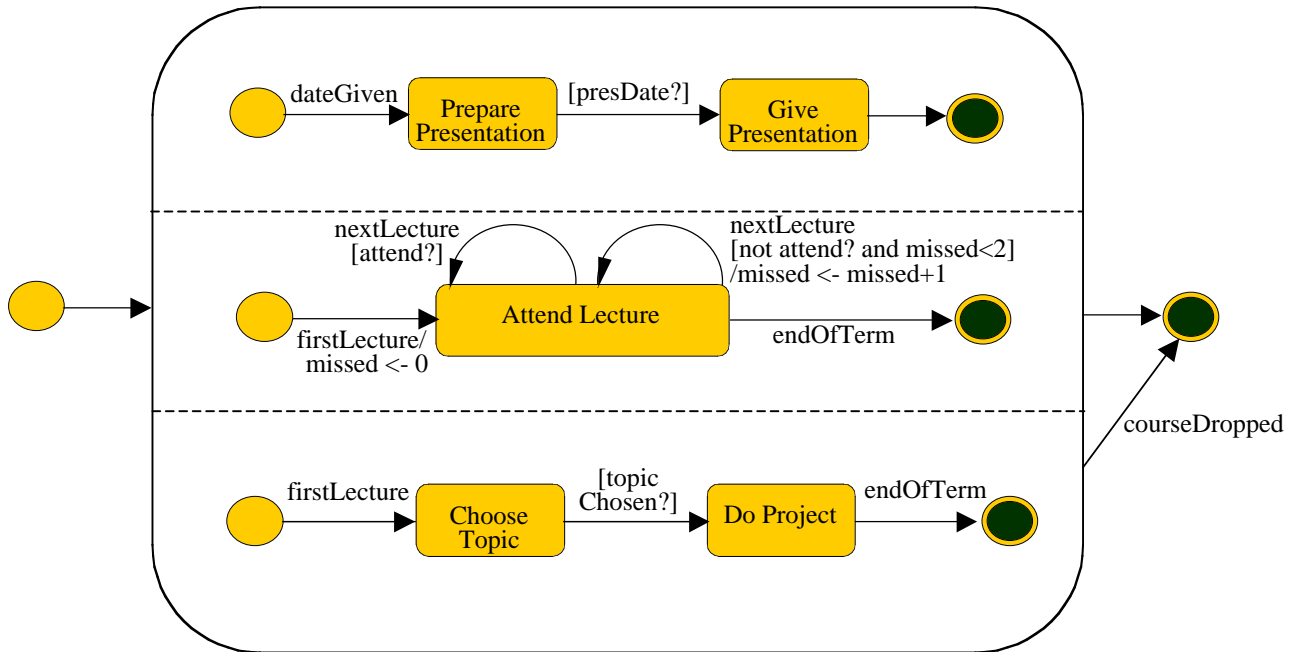 dateGiven
Prepare
Presentation
[presDate?]
Give
Presentation
nextLecture
[attend?]
nextLecture
[not attend? and missed<2]
/missed <- missed+1
firstLecture/
missed <- 0
Attend Lecture
endOfTerm
courseDropped
firstLecture
Choose
Topic
[topic
Chosen?]
Do Project
endOfTerm